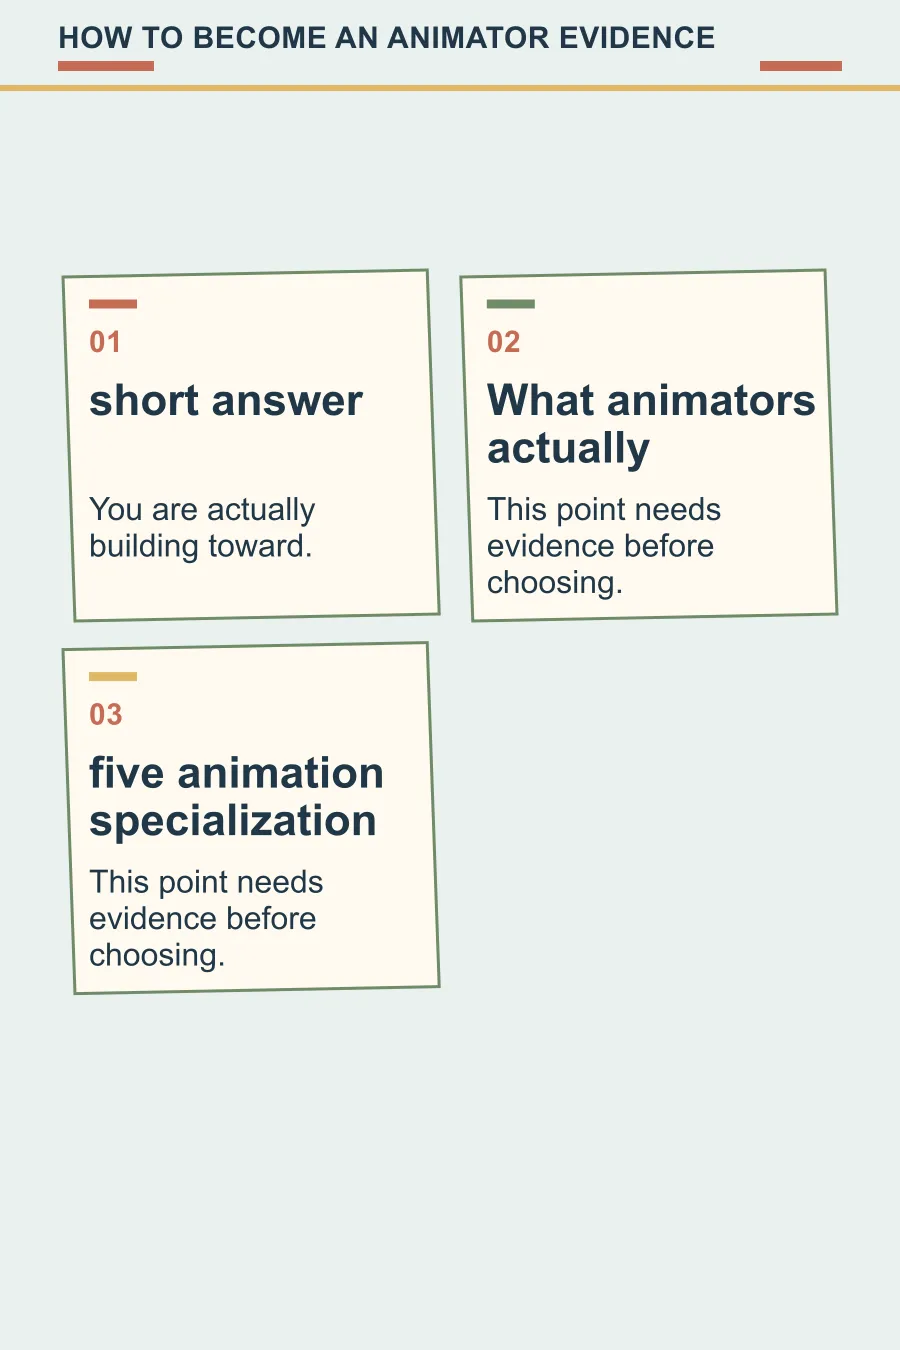 HOW TO BECOME AN ANIMATOR EVIDENCE
01
short answer
You are actually
building toward.
02
What animators
actually
This point needs
evidence before
choosing.
03
five animation
specialization
This point needs
evidence before
choosing.